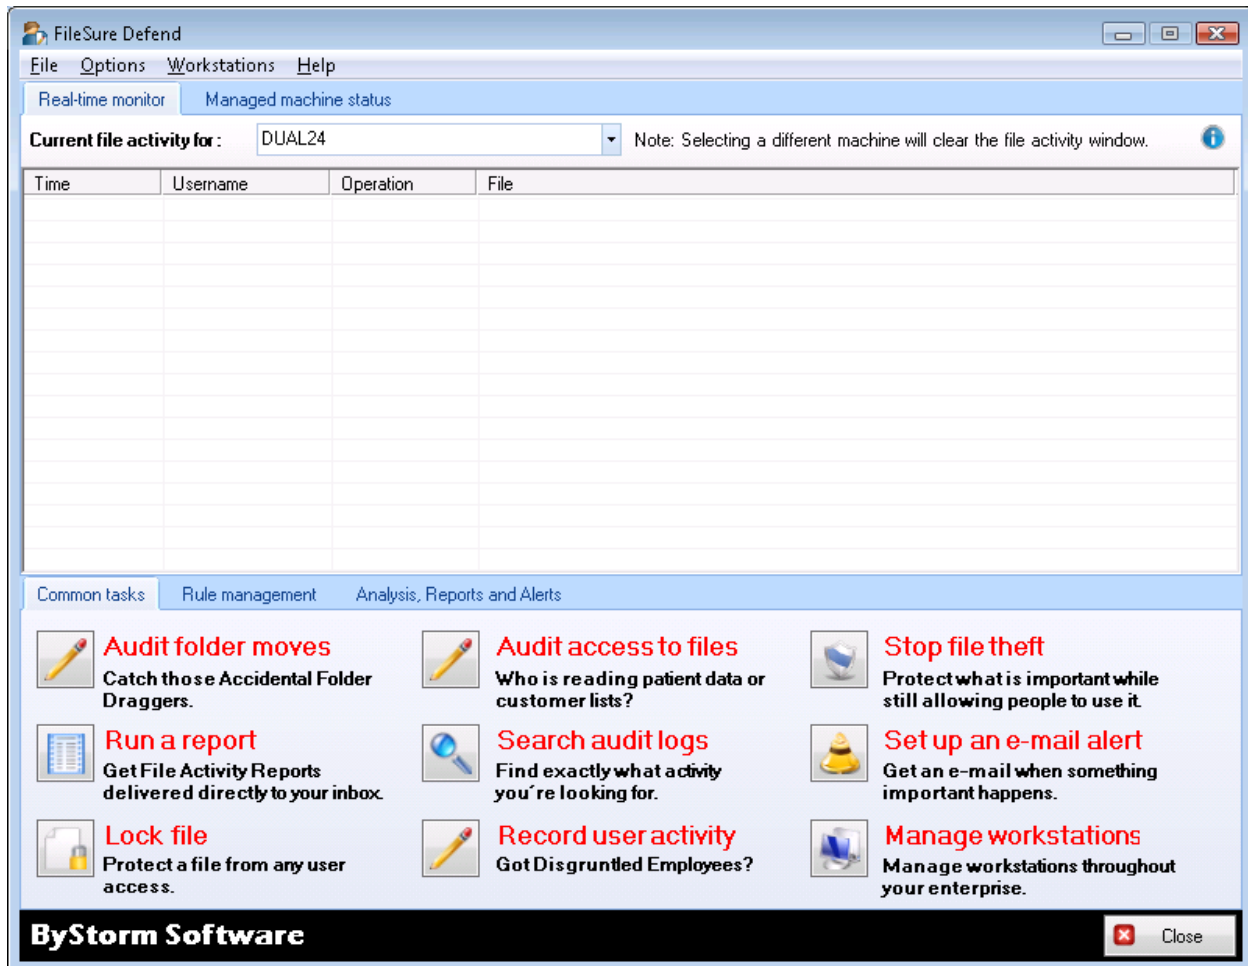 FileSure Defend
File Options Workstations Help
Real-time monitor Managed machine status
Current file activity for: DUAL24 Note: Selecting a different machine will clear the file activity window.
Time Username Operation File
Common tasks Rule management Analysis, Reports and Alerts
Audit folder moves
Catch those Accidental Folder
Draggers.
Audit access to files
Who is reading patient data or
customer lists?
Stop file theft
Protect what is important while
still allowing people to use it.
Run a report
Get File Activity Reports
delivered directly to your inbox.
Search audit logs
Find exactly what activity
you´re looking for.
Set up an e-mail alert
Get an e-mail when something
important happens.
Lock file
Protect a file from any user
access.
Record user activity
Got Disgruntled Employees?
Manage workstations
Manage workstations throughout
your enterprise.
ByStorm Software
Close